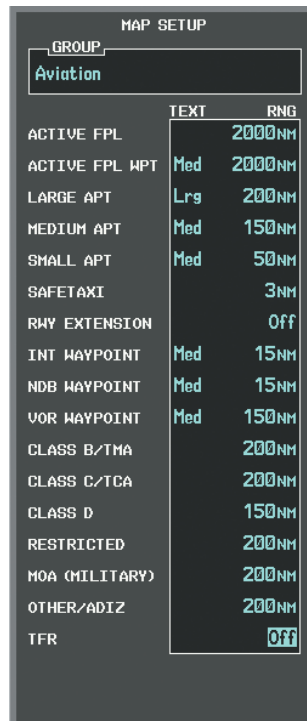 MAP SETUP
GROUP
Aviation
TEXT RNG
ACTIVE FPL 2000NM
ACTIVE FPL WPT Med 2000NM
LARGE APT Lrg 200NM
MEDIUM APT Med 150NM
SMALL APT Med 50NM
SAFETAXI 3NM
RWY EXTENSION Off
INT WAYPOINT Med 15NM
NDB WAYPOINT Med 15NM
VOR WAYPOINT Med 150NM
CLASS B/TMA 200NM
CLASS C/TCA 200NM
CLASS D 150NM
RESTRICTED 200NM
MOA (MILITARY) 200NM
OTHER/ADIZ 200NM
TFR Off